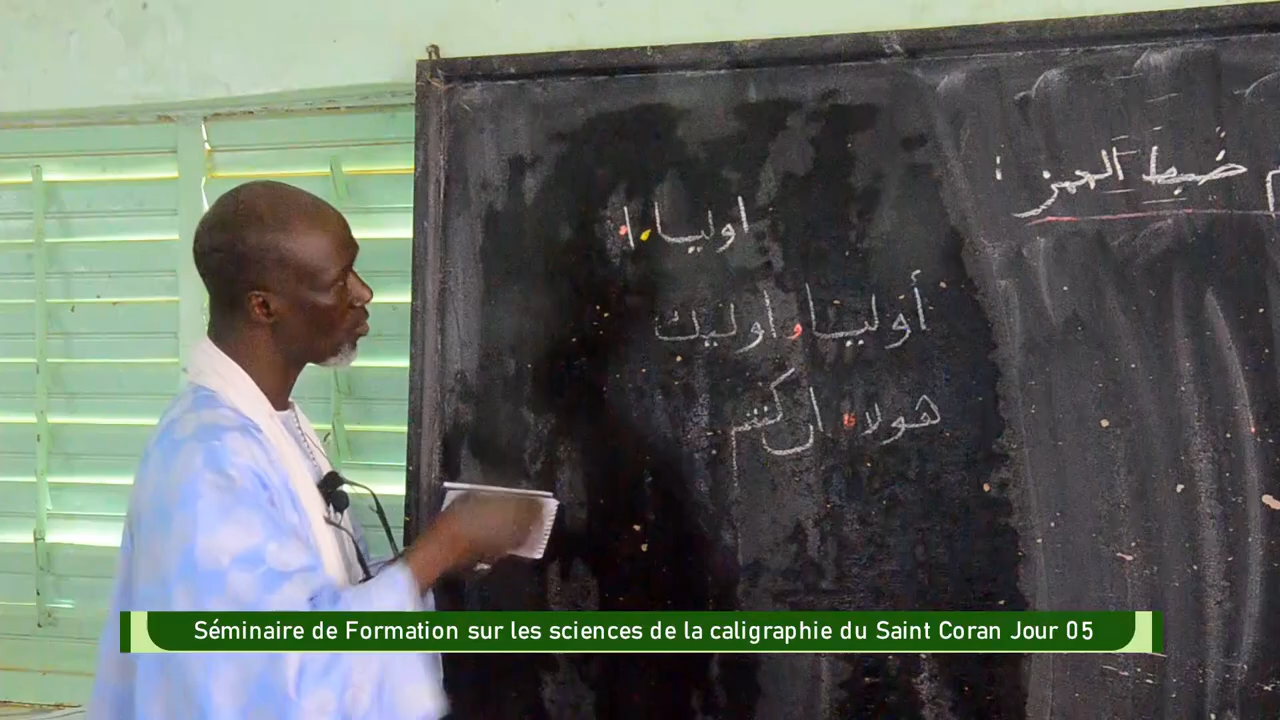 ضبط الهمز :
اوليا ا
أوليا و اوليك
هولا ان كنتم
Séminaire de Formation sur les sciences de la caligraphie du Saint Coran Jour 05